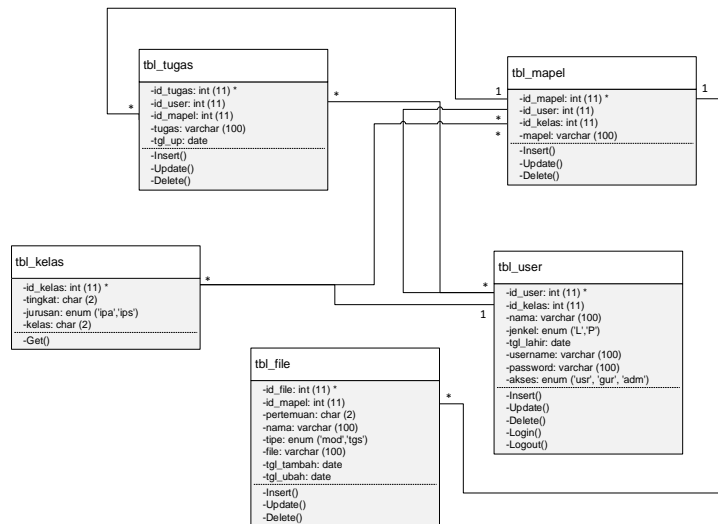 tbl_tugas
-id_tugas: int (11) *
-id_user: int (11)
-id_mapel: int (11)
-tugas: varchar (100)
-tgl_up: date
-Insert()
-Update()
-Delete()
*
*
tbl_mapel
-id_mapel: int (11) *
-id_user: int (11)
-id_kelas: int (11)
-mapel: varchar (100)
-Insert()
-Update()
-Delete()
1
1
*
*
tbl_kelas
-id_kelas: int (11) *
-tingkat: char (2)
-jurusan: enum ('ipa','ips')
-kelas: char (2)
-Get()
*
tbl_user
-id_user: int (11) *
-id_kelas: int (11)
-nama: varchar (100)
-jenkel: enum ('L','P')
-tgl_lahir: date
-username: varchar (100)
-password: varchar (100)
-akses: enum ('usr', 'gur', 'adm')
-Insert()
-Update()
-Delete()
-Login()
-Logout()
*
1
tbl_file
-id_file: int (11) *
-id_mapel: int (11)
-pertemuan: char (2)
-nama: varchar (100)
-tipe: enum ('mod','tgs')
-file: varchar (100)
-tgl_tambah: date
-tgl_ubah: date
-Insert()
-Update()
-Delete()
*